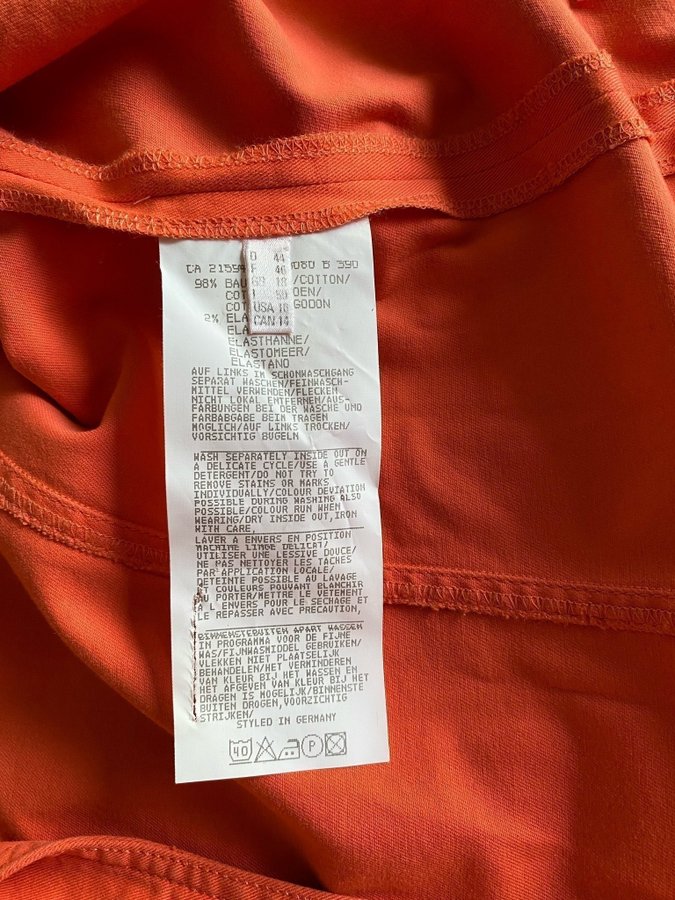 D 44
F 46
GB 18
I 50
USA 16
CAN 14
CA 21594 080 B 390
98% BAU /COTTON/
COT OEN/
COT GODON
2% ELA
ELA
ELASTHANNE/
ELASTOMEER/
ELASTANO
AUF LINKS IM SCHONWASCHGANG
SEPARAT WASCHEN/FEINWASCH-
MITTEL VERWENDEN/FLECKEN
NICHT LOKAL ENTFERNEN/AUS-
FARBUNGEN BEI DER WASCHE UND
FARBABGABE BEIM TRAGEN
MOGLICH/AUF LINKS TROCKEN/
VORSICHTIG BUGELN
WASH SEPARATELY INSIDE OUT ON
A DELICATE CYCLE/USE A GENTLE
DETERGENT/DO NOT TRY TO
REMOVE STAINS OR MARKS
INDIVIDUALLY/COLOUR DEVIATION
POSSIBLE DURING WASHING ALSO
POSSIBLE/COLOUR RUN WHEN
WEARING/DRY INSIDE OUT,IRON
WITH CARE,
LAVER A ENVERS EN POSITION
MACHINE LINGE DELICAT/
UTILISER UNE LESSIVE DOUCE/
NE PAS NETTOYER LES TACHES
PAR APPLICATION LOCALE/
DETEINTE POSSIBLE AU LAVAGE
ET COULEURS POUVANT BLANCHIR
AU PORTER/METTRE LE VETEMENT
A L ENVERS POUR LE SECHAGE ET
LE REPASSER AVEC PRECAUTION,
BINNENSTEBUITEN APART WASSEN
IN PROGRAMMA VOOR DE FIJNE
WAS/FIJNWASMIDDEL GEBRUIKEN/
VLEKKEN NIET PLAATSELIJK
BEHANDELEN/HET VERMINDEREN
VAN KLEUR BIJ HET WASSEN EN
HET AFGEVEN VAN KLEUR BIJ HET
DRAGEN IS MOGELIJK/BINNENSTE
BUITEN DROGEN,VOORZICHTIG
STRIJKEN/
STYLED IN GERMANY
40 P